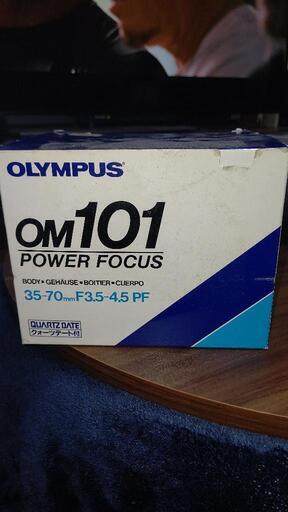 OLYMPUS
OM101
POWER FOCUS
BODY•GEHÄUSE•BOITIER•CUERPO
35-70mm F3.5-4.5 PF
QUARTZ DATE
クォーツデート付